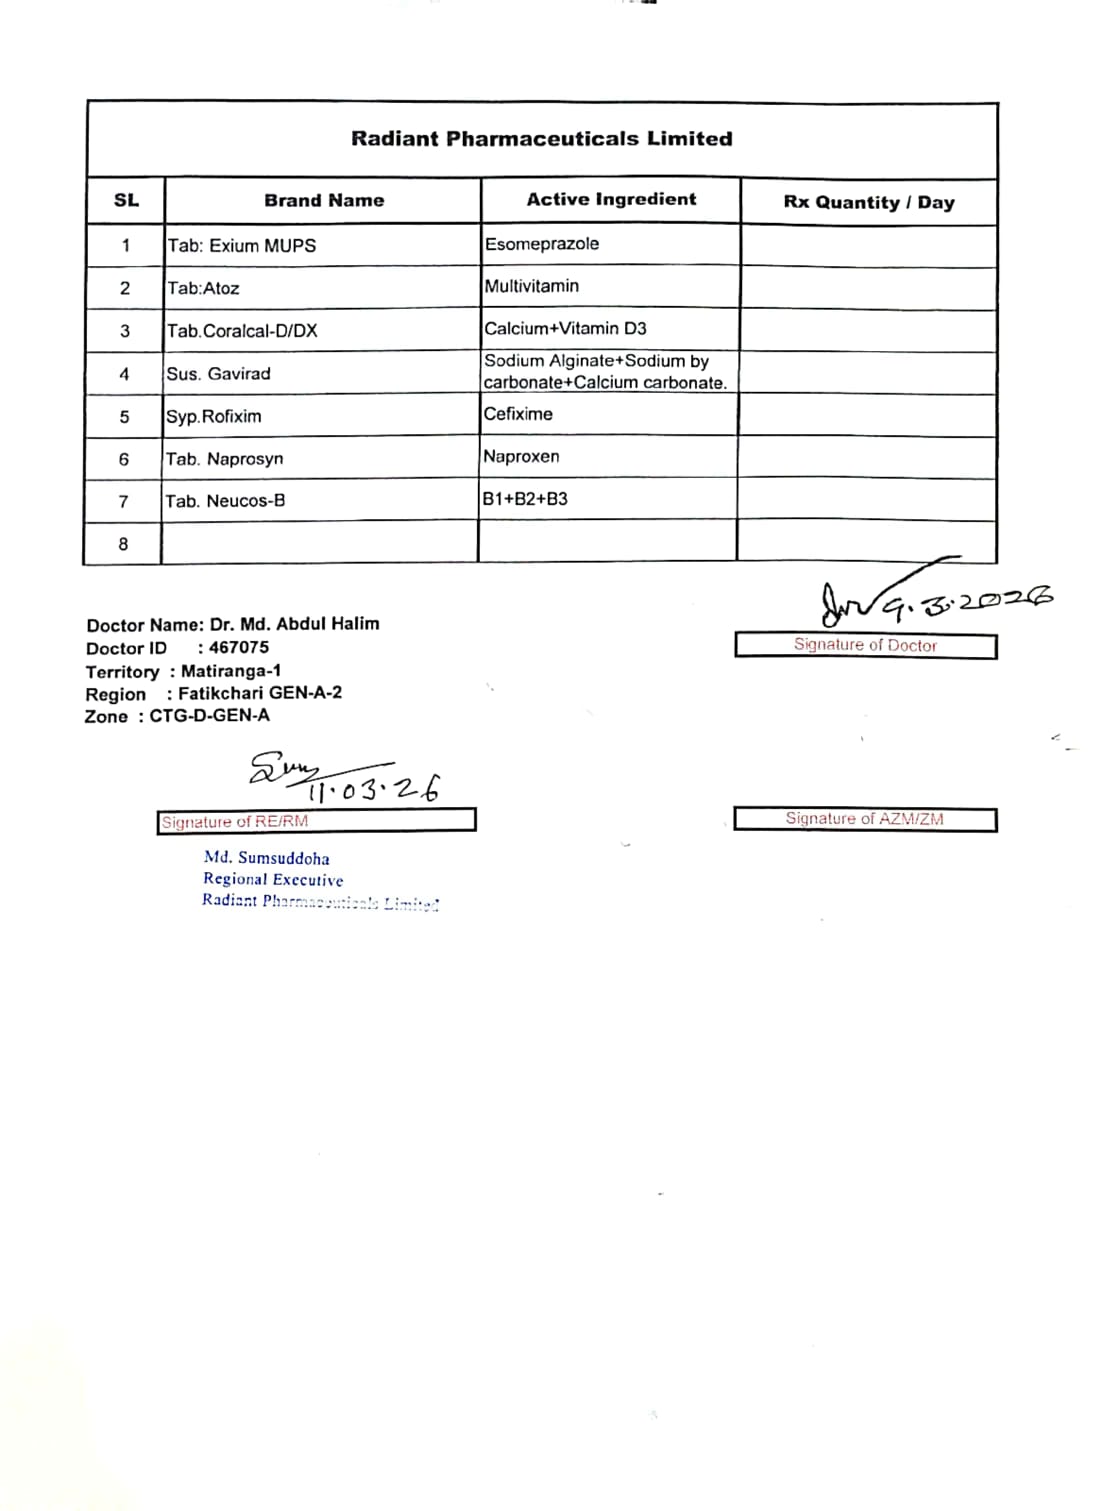 Radiant Pharmaceuticals Limited
SL Brand Name Active Ingredient Rx Quantity / Day
1 Tab: Exium MUPS Esomeprazole
2 Tab:Atoz Multivitamin
3 Tab.Coralcal-D/DX Calcium+Vitamin D3
4 Sus. Gavirad Sodium Alginate+Sodium by
carbonate+Calcium carbonate.
5 Syp.Rofixim Cefixime
6 Tab. Naprosyn Naproxen
7 Tab. Neucos-B B1+B2+B3
8
9.3.2026
Signature of Doctor
Doctor Name: Dr. Md. Abdul Halim
Doctor ID : 467075
Territory : Matiranga-1
Region : Fatikchari GEN-A-2
Zone : CTG-D-GEN-A
11.03.26
Signature of RE/RM
Signature of AZM/ZM
Md. Sumsuddoha
Regional Executive
Radiant Pharmaceuticals Limited